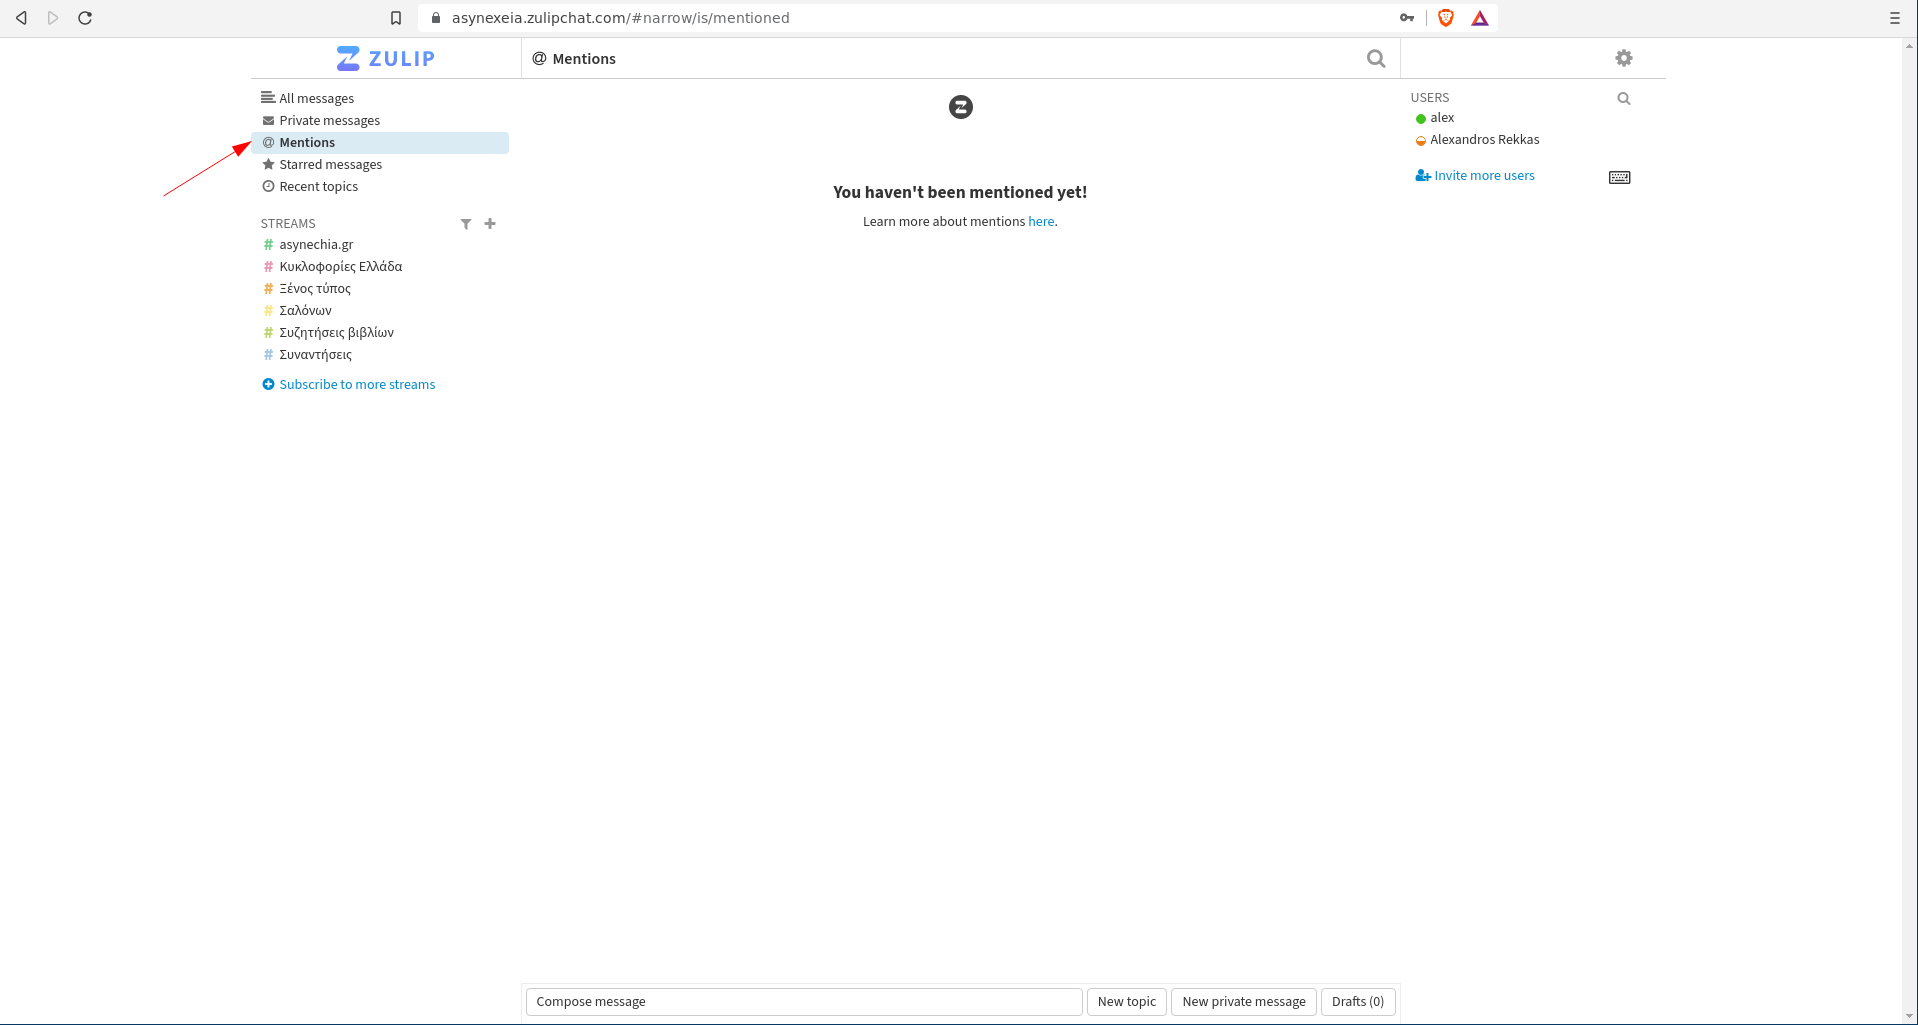 asynexeia.zulipchat.com/#narrow/is/mentioned
ZULIP
@ Mentions
All messages
Private messages
@ Mentions
Starred messages
Recent topics
STREAMS
# asynechia.gr
# Κυκλοφορίες Ελλάδα
# Ξένος τύπος
# Σαλόνων
# Συζητήσεις βιβλίων
# Συναντήσεις
Subscribe to more streams
You haven't been mentioned yet!
Learn more about mentions here.
USERS
alex
Alexandros Rekkas
Invite more users
Compose message
New topic
New private message
Drafts (0)